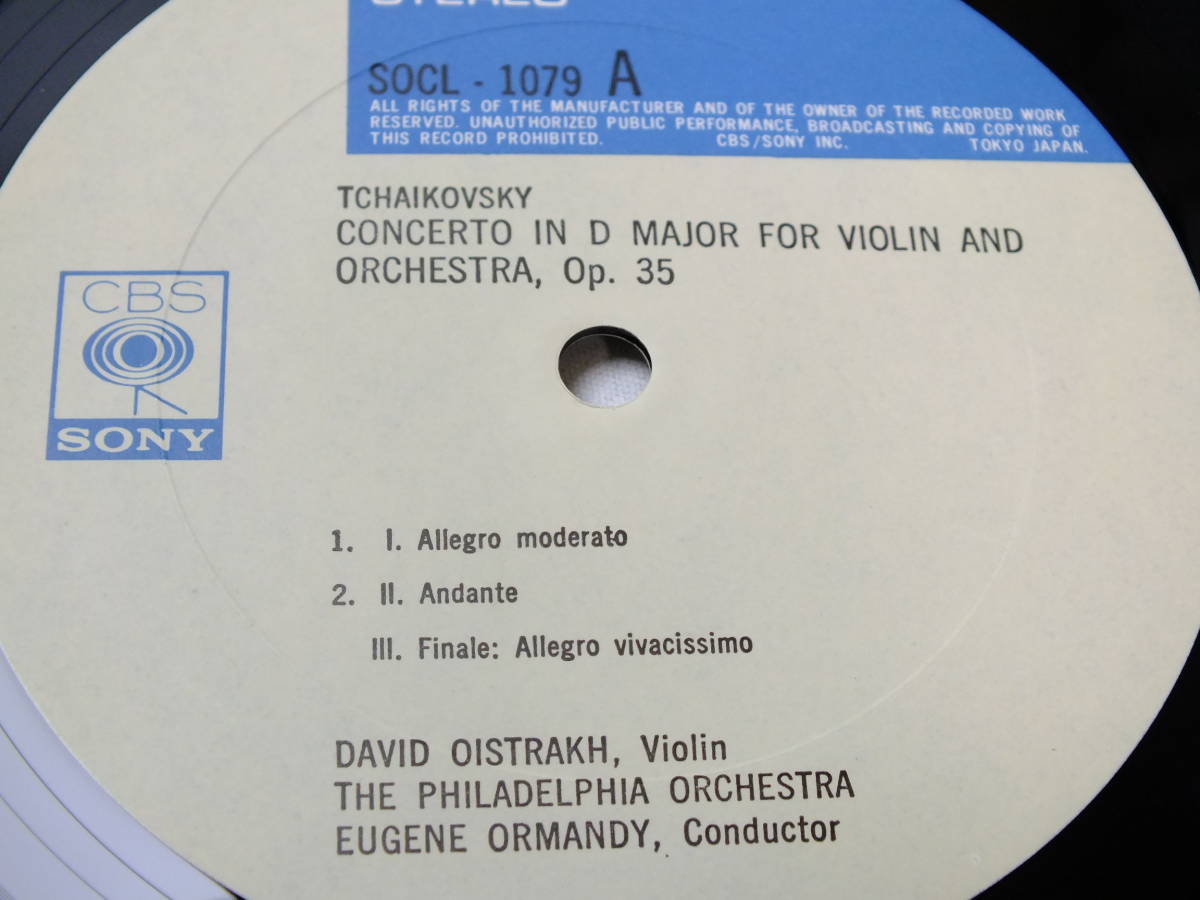 STEREO
SOCL - 1079 A
ALL RIGHTS OF THE MANUFACTURER AND OF THE OWNER OF THE RECORDED WORK
RESERVED. UNAUTHORIZED PUBLIC PERFORMANCE, BROADCASTING AND COPYING OF
THIS RECORD PROHIBITED. CBS/SONY INC. TOKYO JAPAN.
TCHAIKOVSKY
CONCERTO IN D MAJOR FOR VIOLIN AND
ORCHESTRA, Op. 35
CBS
SONY
1. I. Allegro moderato
2. II. Andante
III. Finale: Allegro vivacissimo
DAVID OISTRAKH, Violin
THE PHILADELPHIA ORCHESTRA
EUGENE ORMANDY, Conductor